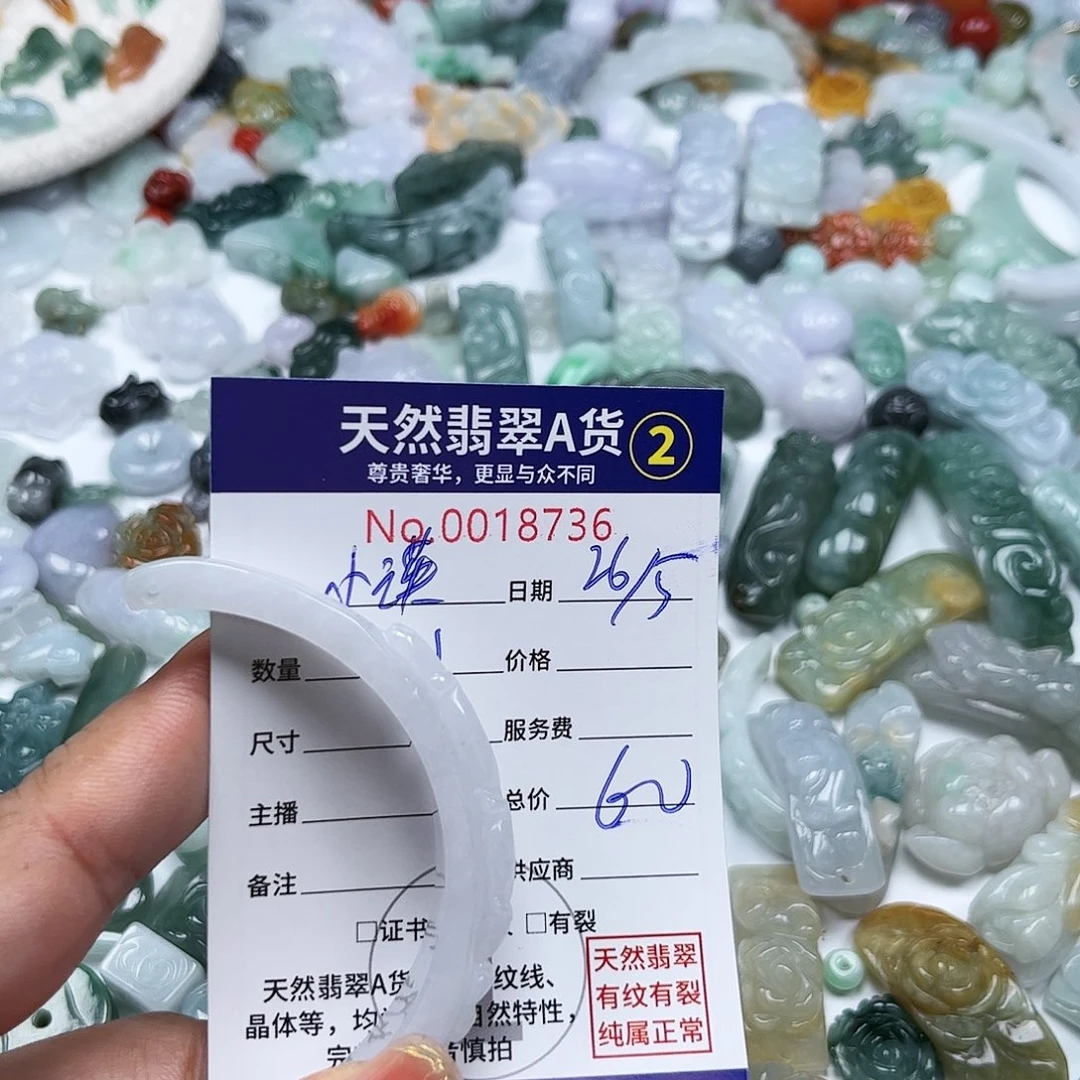 天然翡翠A货 2
尊贵奢华，更显与众不同
No.0018736
小 日期 26/5
数量 1 价格
尺寸 服务费
主播 总价 60
备注 供应商
□证书 □有裂
天然翡翠A货 纹线、
晶体等，均 自然特性，
完 慎拍
天然翡翠
有纹有裂
纯属正常